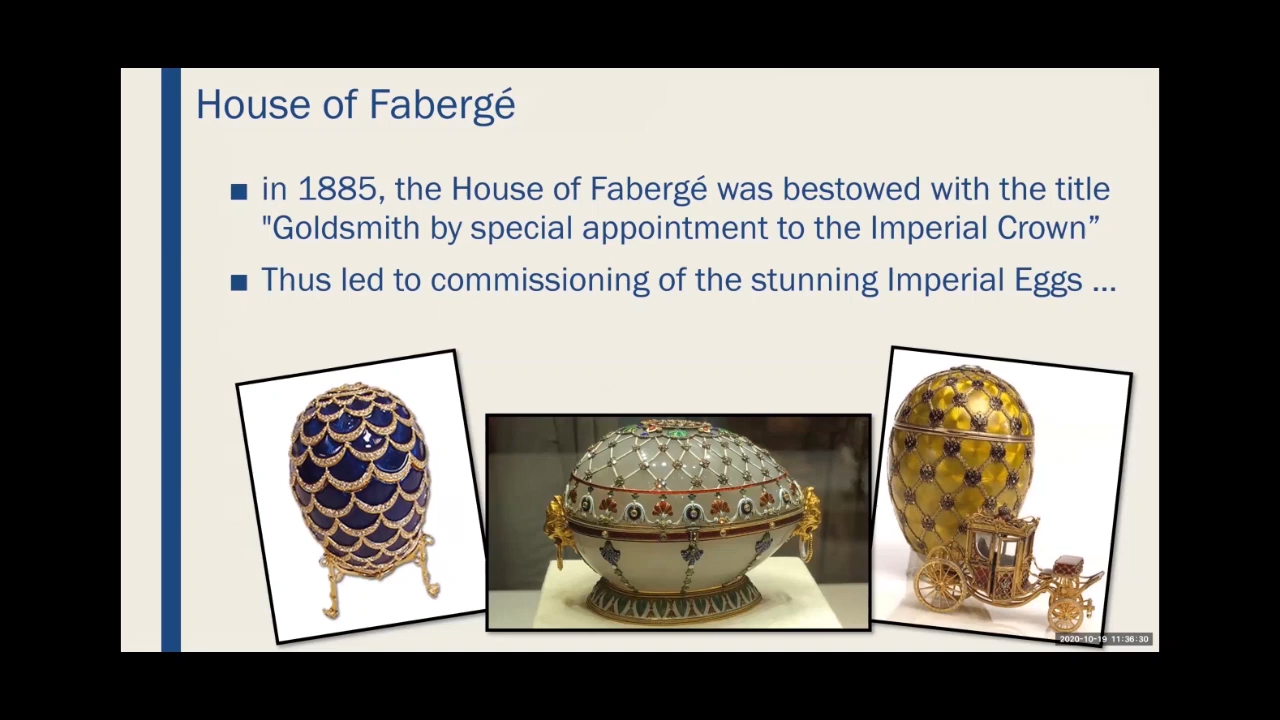 House of Fabergé
■ in 1885, the House of Fabergé was bestowed with the title
"Goldsmith by special appointment to the Imperial Crown”
■ Thus led to commissioning of the stunning Imperial Eggs ...
2020-10-19 11:36:30